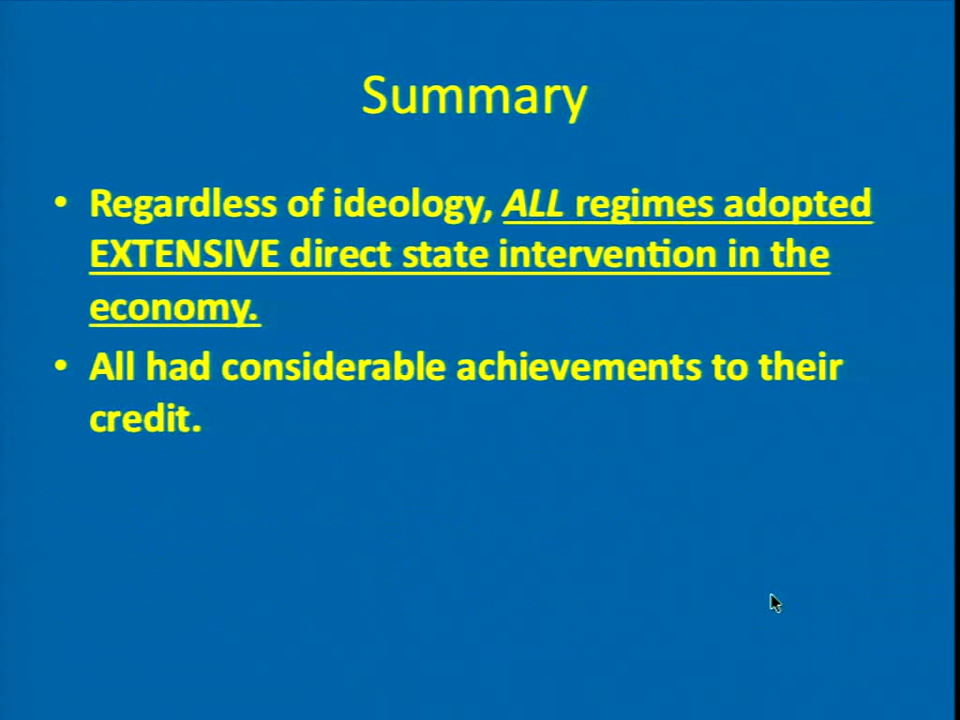 Summary
• Regardless of ideology, ALL regimes adopted
EXTENSIVE direct state intervention in the
economy.
• All had considerable achievements to their
credit.